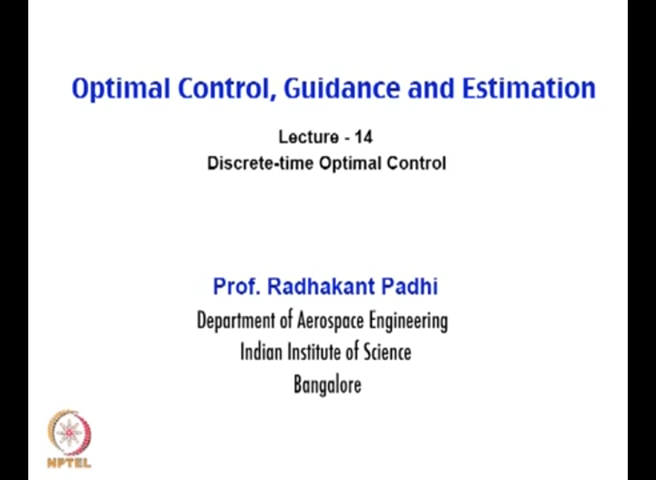 Optimal Control, Guidance and Estimation
Lecture - 14
Discrete-time Optimal Control
Prof. Radhakant Padhi
Department of Aerospace Engineering
Indian Institute of Science
Bangalore
NPTEL